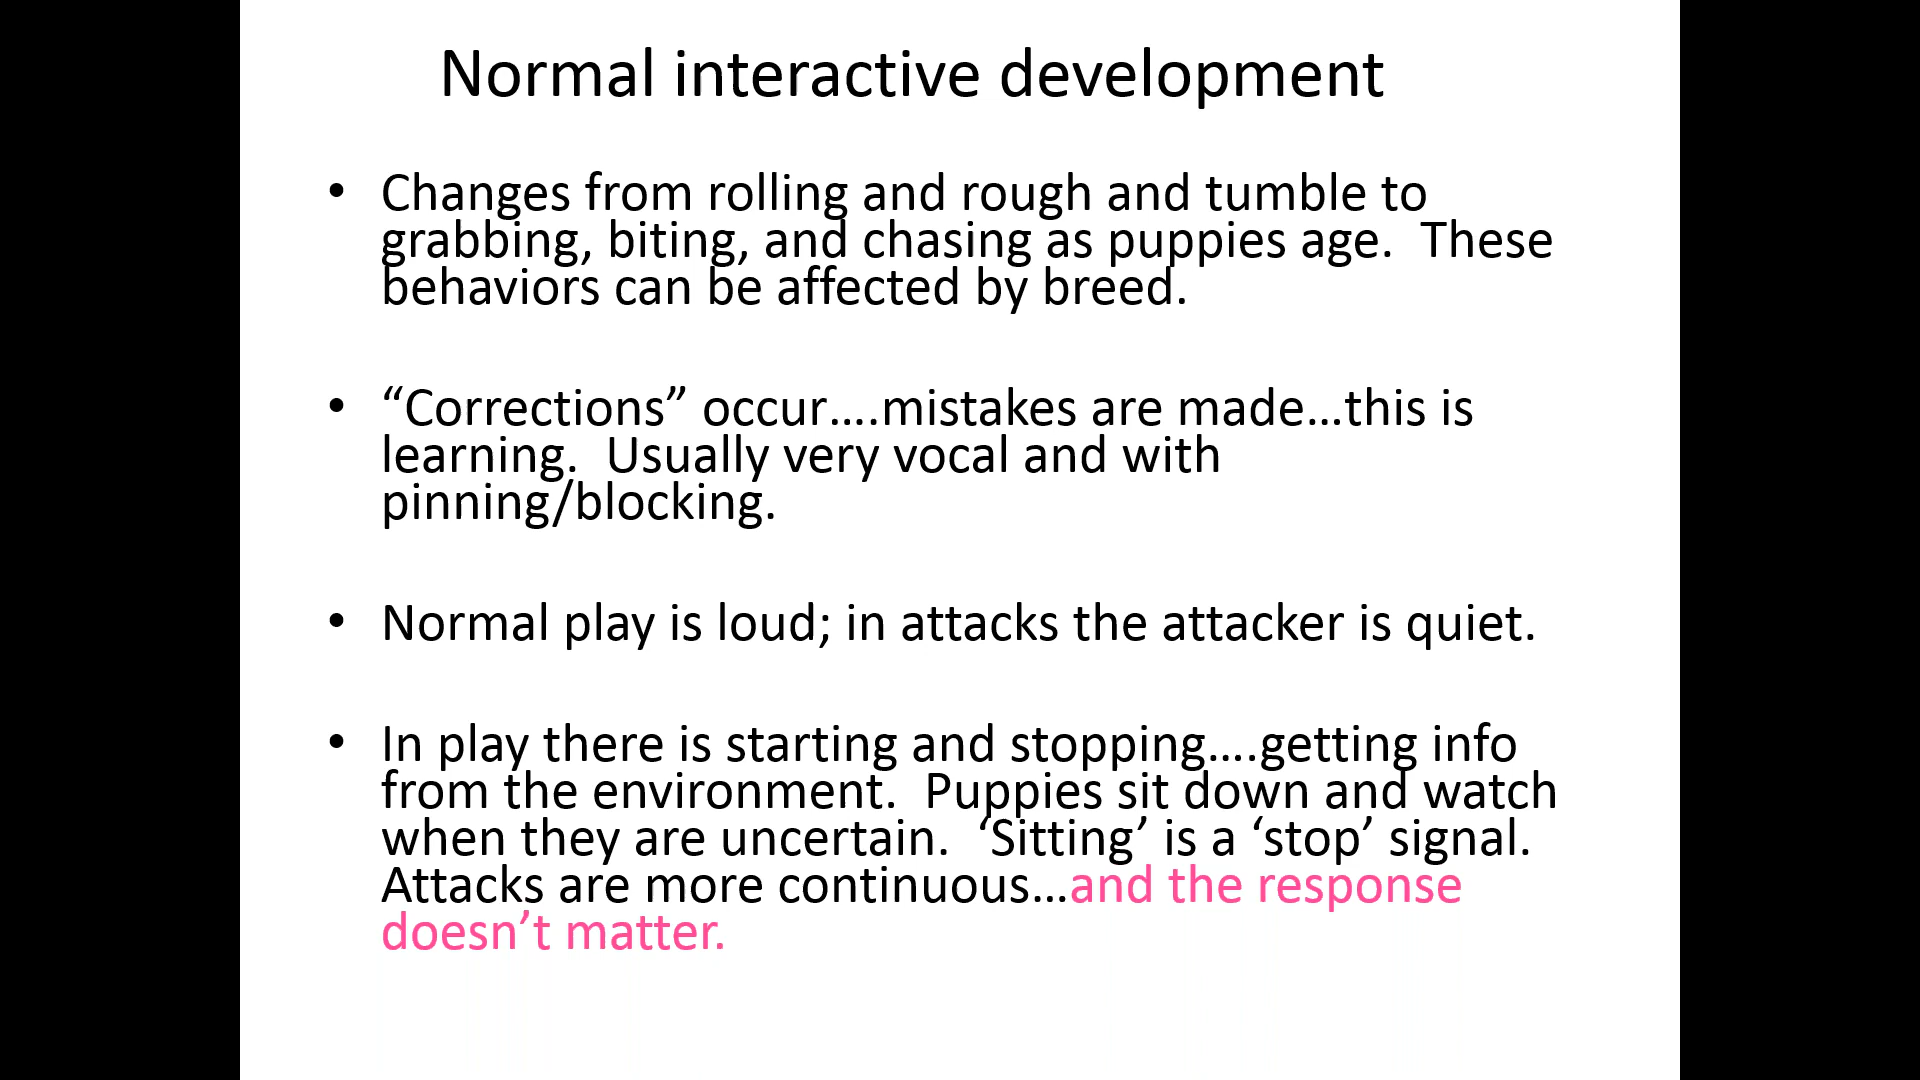 Normal interactive development
• Changes from rolling and rough and tumble to
grabbing, biting, and chasing as puppies age.  These
behaviors can be affected by breed.
• “Corrections” occur….mistakes are made…this is
learning.  Usually very vocal and with
pinning/blocking.
• Normal play is loud; in attacks the attacker is quiet.
• In play there is starting and stopping….getting info
from the environment.  Puppies sit down and watch
when they are uncertain.  ‘Sitting’ is a ‘stop’ signal.
Attacks are more continuous…and the response
doesn’t matter.